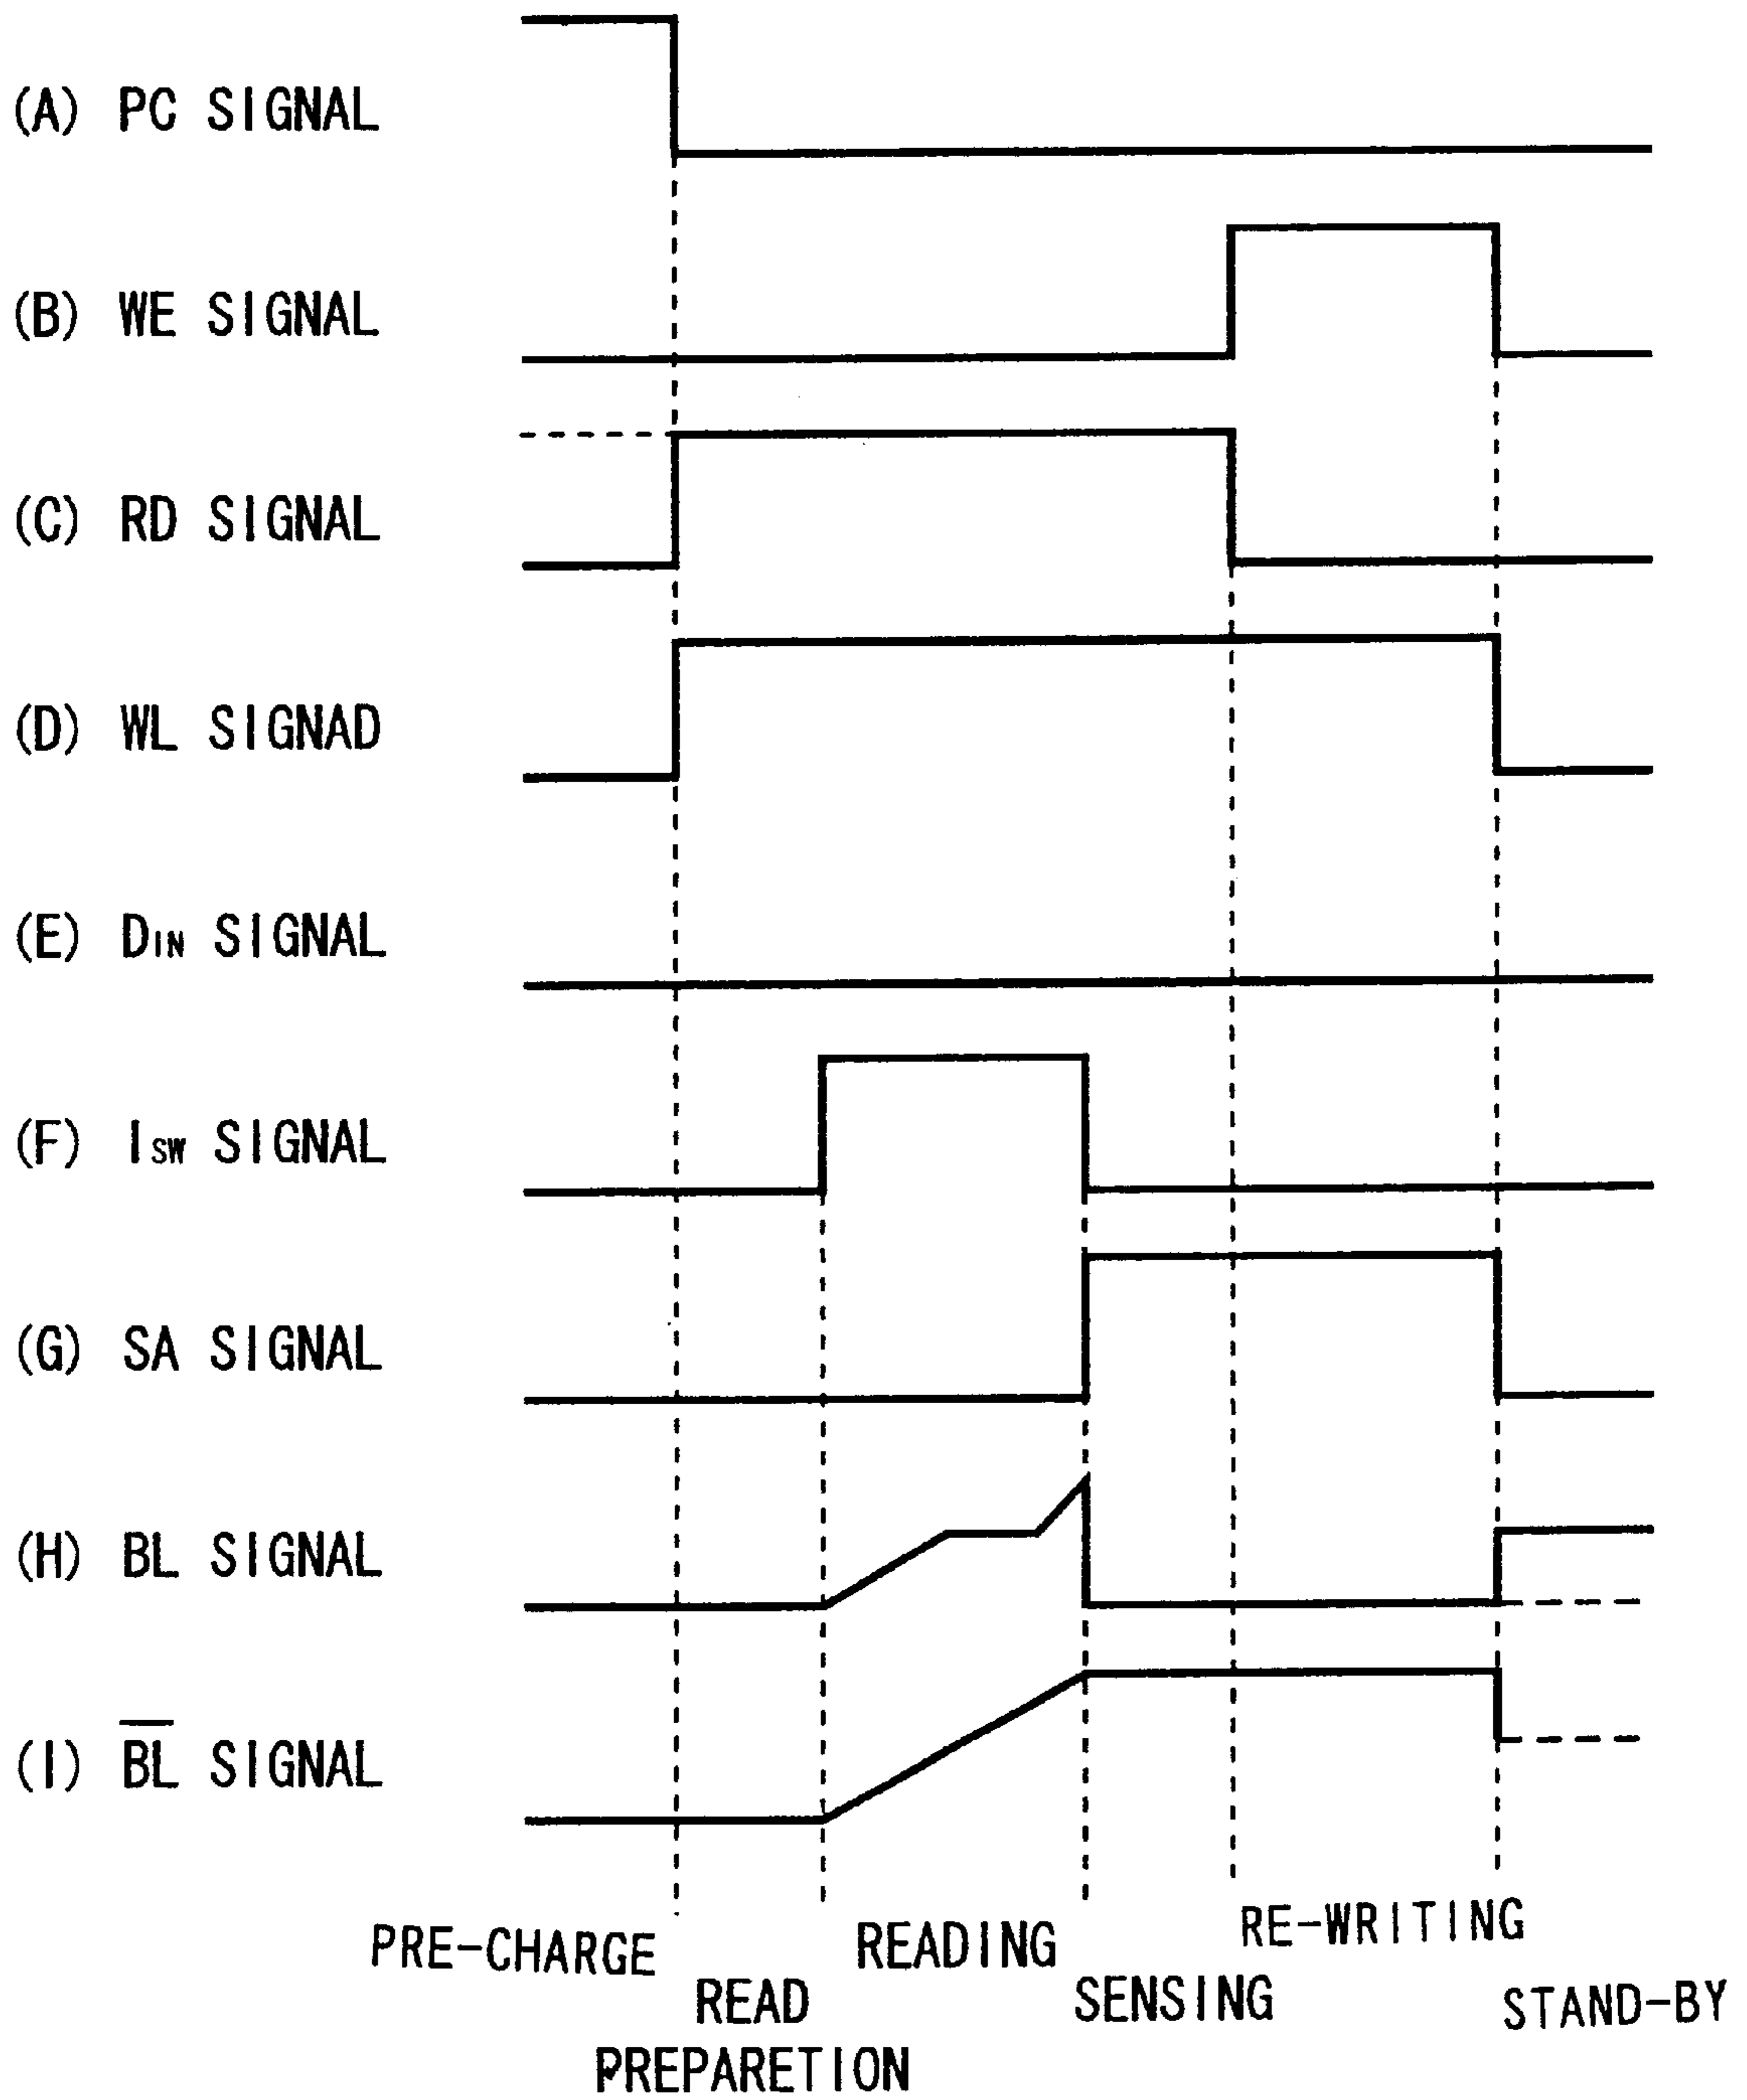 (A) PC SIGNAL
(B) WE SIGNAL
(C) RD SIGNAL
(D) WL SIGNAD
(E) DIN SIGNAL
(F) ISW SIGNAL
(G) SA SIGNAL
(H) BL SIGNAL
(I) B̅L̅ SIGNAL
PRE-CHARGE
READ
PREPARETION
READING
SENSING
RE-WRITING
STAND-BY